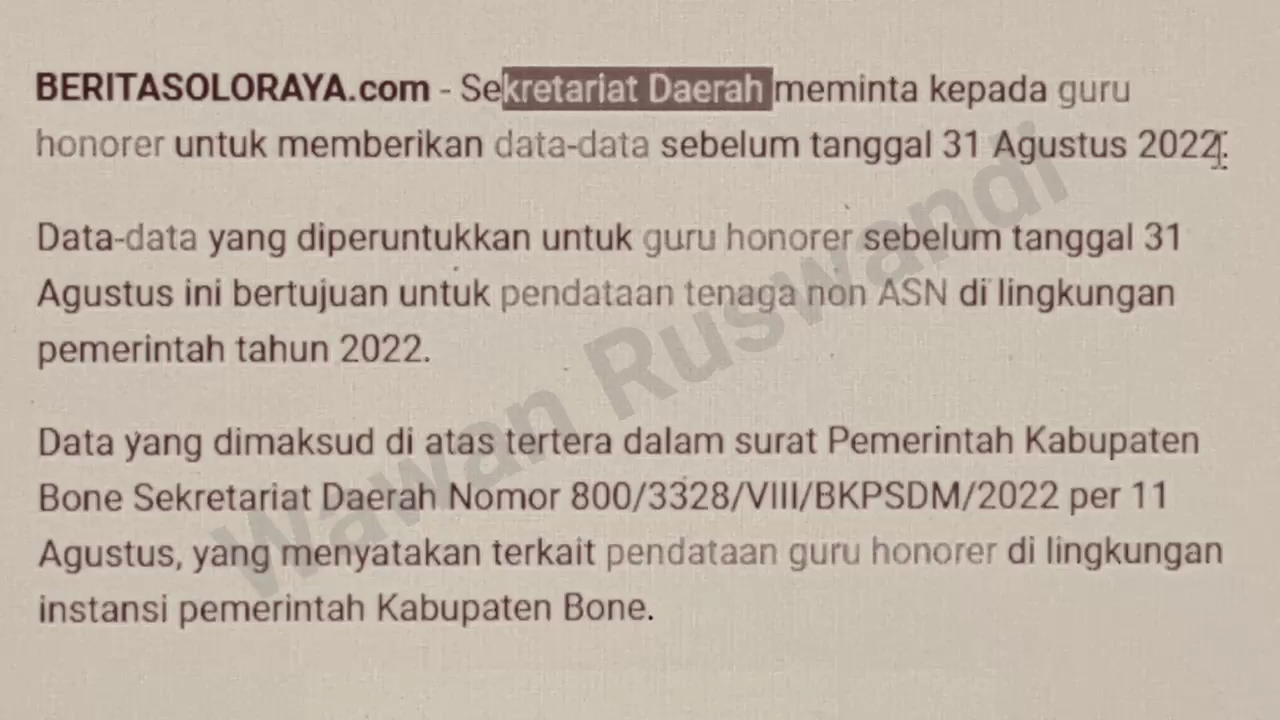 BERITASOLORAYA.com - Sekretariat Daerah meminta kepada guru
honorer untuk memberikan data-data sebelum tanggal 31 Agustus 2022.
Data-data yang diperuntukkan untuk guru honorer sebelum tanggal 31
Agustus ini bertujuan untuk pendataan tenaga non ASN di lingkungan
pemerintah tahun 2022.
Data yang dimaksud di atas tertera dalam surat Pemerintah Kabupaten
Bone Sekretariat Daerah Nomor 800/3328/VIII/BKPSDM/2022 per 11
Agustus, yang menyatakan terkait pendataan guru honorer di lingkungan
instansi pemerintah Kabupaten Bone.
Wawan Ruswandi